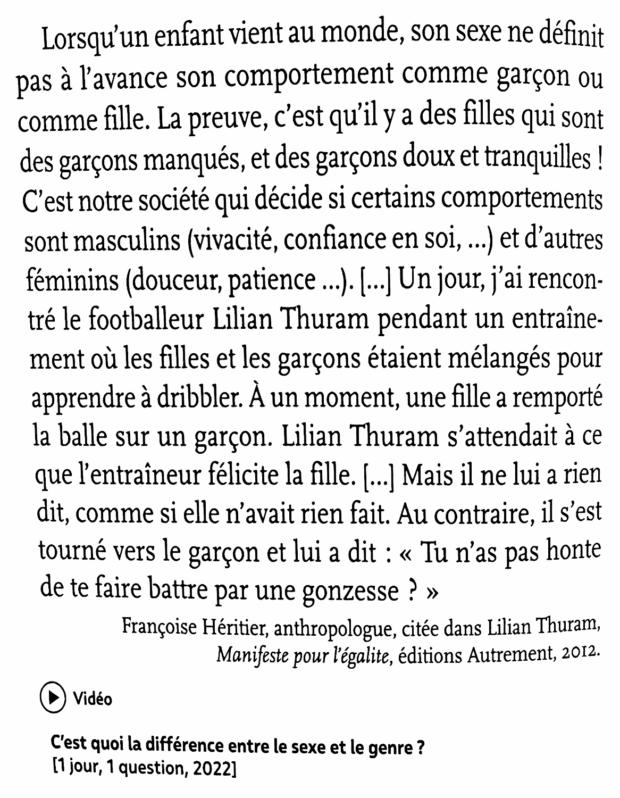 Lorsqu'un enfant vient au monde, son sexe ne définit
pas à l'avance son comportement comme garçon ou
comme fille. La preuve, c'est qu'il y a des filles qui sont
des garçons manqués, et des garçons doux et tranquilles !
C'est notre société qui décide si certains comportements
sont masculins (vivacité, confiance en soi, ...) et d'autres
féminins (douceur, patience ...). [...] Un jour, j'ai rencon-
tré le footballeur Lilian Thuram pendant un entraîne-
ment où les filles et les garçons étaient mélangés pour
apprendre à dribbler. À un moment, une fille a remporté
la balle sur un garçon. Lilian Thuram s'attendait à ce
que l'entraîneur félicite la fille. [...] Mais il ne lui a rien
dit, comme si elle n'avait rien fait. Au contraire, il s'est
tourné vers le garçon et lui a dit : « Tu n'as pas honte
de te faire battre par une gonzesse ? »
Françoise Héritier, anthropologue, citée dans Lilian Thuram,
Manifeste pour l'égalite, éditions Autrement, 2012.
Vidéo
C'est quoi la différence entre le sexe et le genre ?
[1 jour, 1 question, 2022]